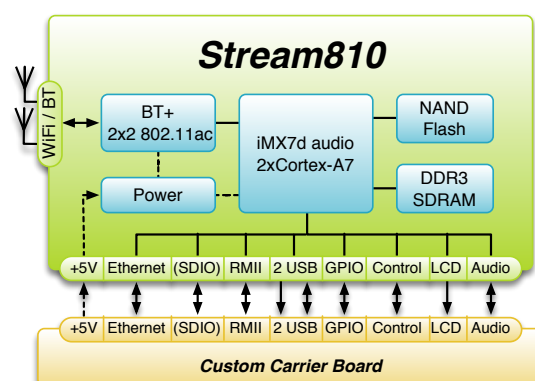 Stream810
WiFi / BT
BT+
2x2 802.11ac
iMX7d audio
2xCortex-A7
NAND
Flash
Power
DDR3
SDRAM
+5V Ethernet (SDIO) RMII 2 USB GPIO Control LCD Audio
+5V Ethernet (SDIO) RMII 2 USB GPIO Control LCD Audio
Custom Carrier Board